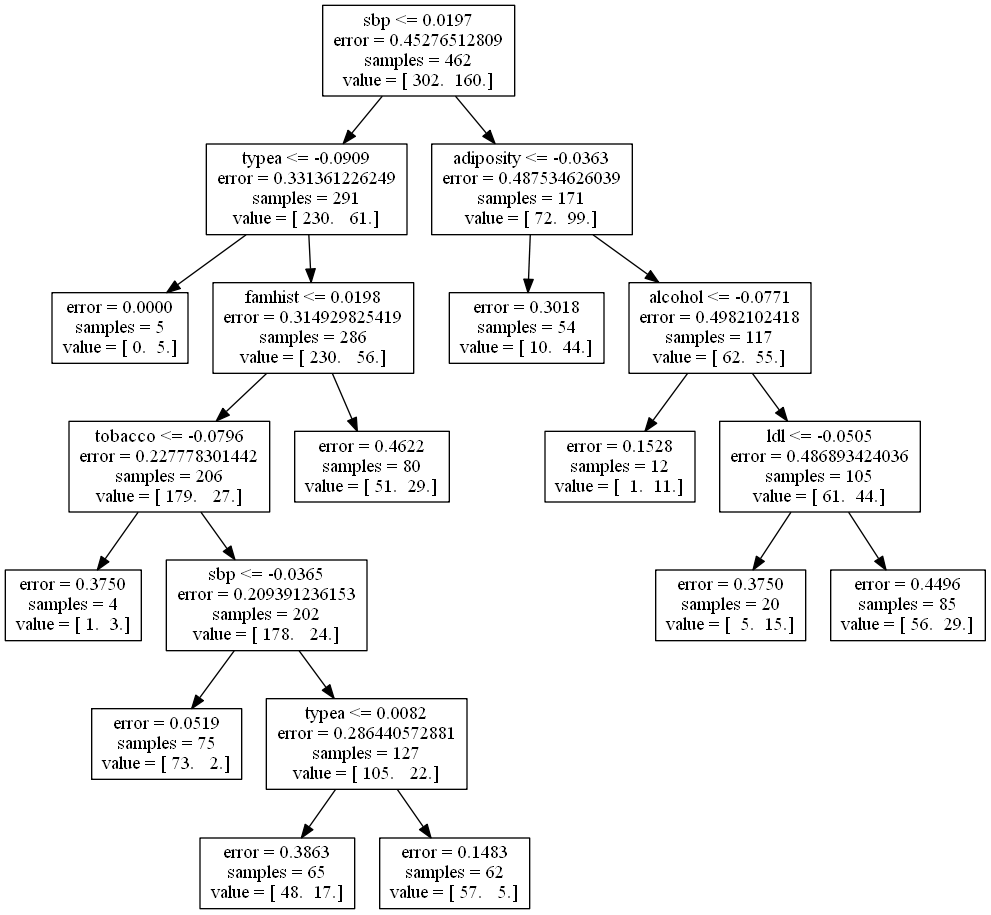 sbp <= 0.0197
error = 0.45276512809
samples = 462
value = [ 302. 160.]
typea <= -0.0909
error = 0.331361226249
samples = 291
value = [ 230. 61.]
adiposity <= -0.0363
error = 0.487534626039
samples = 171
value = [ 72. 99.]
error = 0.0000
samples = 5
value = [ 0. 5.]
famhist <= 0.0198
error = 0.314929825419
samples = 286
value = [ 230. 56.]
error = 0.3018
samples = 54
value = [ 10. 44.]
alcohol <= -0.0771
error = 0.4982102418
samples = 117
value = [ 62. 55.]
tobacco <= -0.0796
error = 0.227778301442
samples = 206
value = [ 179. 27.]
error = 0.4622
samples = 80
value = [ 51. 29.]
error = 0.1528
samples = 12
value = [ 1. 11.]
ldl <= -0.0505
error = 0.486893424036
samples = 105
value = [ 61. 44.]
error = 0.3750
samples = 4
value = [ 1. 3.]
sbp <= -0.0365
error = 0.209391236153
samples = 202
value = [ 178. 24.]
error = 0.3750
samples = 20
value = [ 5. 15.]
error = 0.4496
samples = 85
value = [ 56. 29.]
error = 0.0519
samples = 75
value = [ 73. 2.]
typea <= 0.0082
error = 0.286440572881
samples = 127
value = [ 105. 22.]
error = 0.3863
samples = 65
value = [ 48. 17.]
error = 0.1483
samples = 62
value = [ 57. 5.]